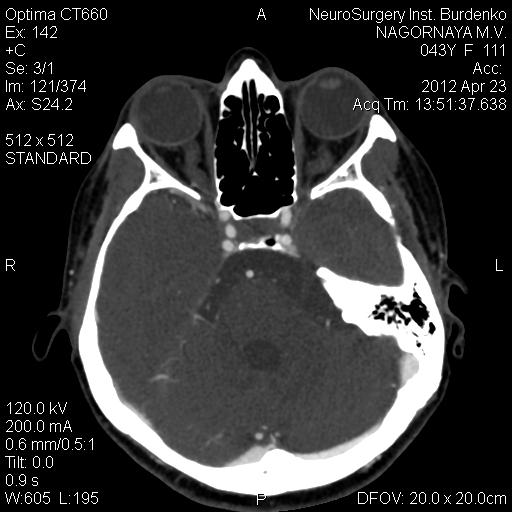 Optima CT660
Ex: 142
+C
Se: 3/1
Im: 121/374
Ax: S24.2
512 x 512
STANDARD
A
NeuroSurgery Inst. Burdenko
NAGORNAYA M.V.
043Y F 111
Acc:
2012 Apr 23
Acq Tm: 13:51:37.638
R
L
120.0 kV
200.0 mA
0.6 mm/0.5:1
Tilt: 0.0
0.9 s
W:605 L:195
P
DFOV: 20.0 x 20.0cm